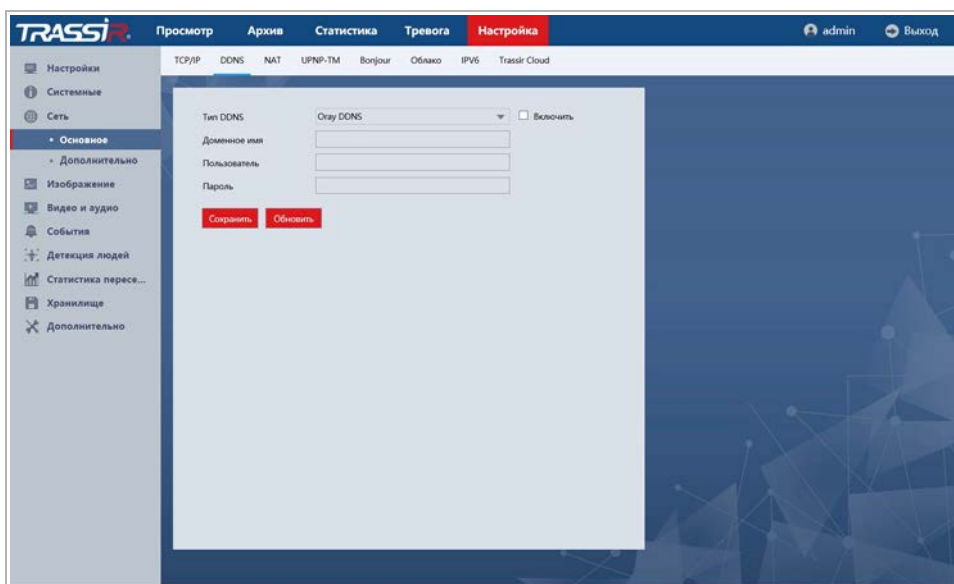 TRASSIR Просмотр Архив Статистика Тревога Настройка admin Выход
TCP/IP DDNS NAT UPNP-TM Bonjour Облако IPV6 Trassir Cloud
Настройки
Системные
Сеть
• Основное
• Дополнительно
Изображение
Видео и аудио
События
Детекция людей
Статистика пересе...
Хранилище
Дополнительно
Тип DDNS Oray DDNS Включить
Доменное имя
Пользователь
Пароль
Сохранить Обновить